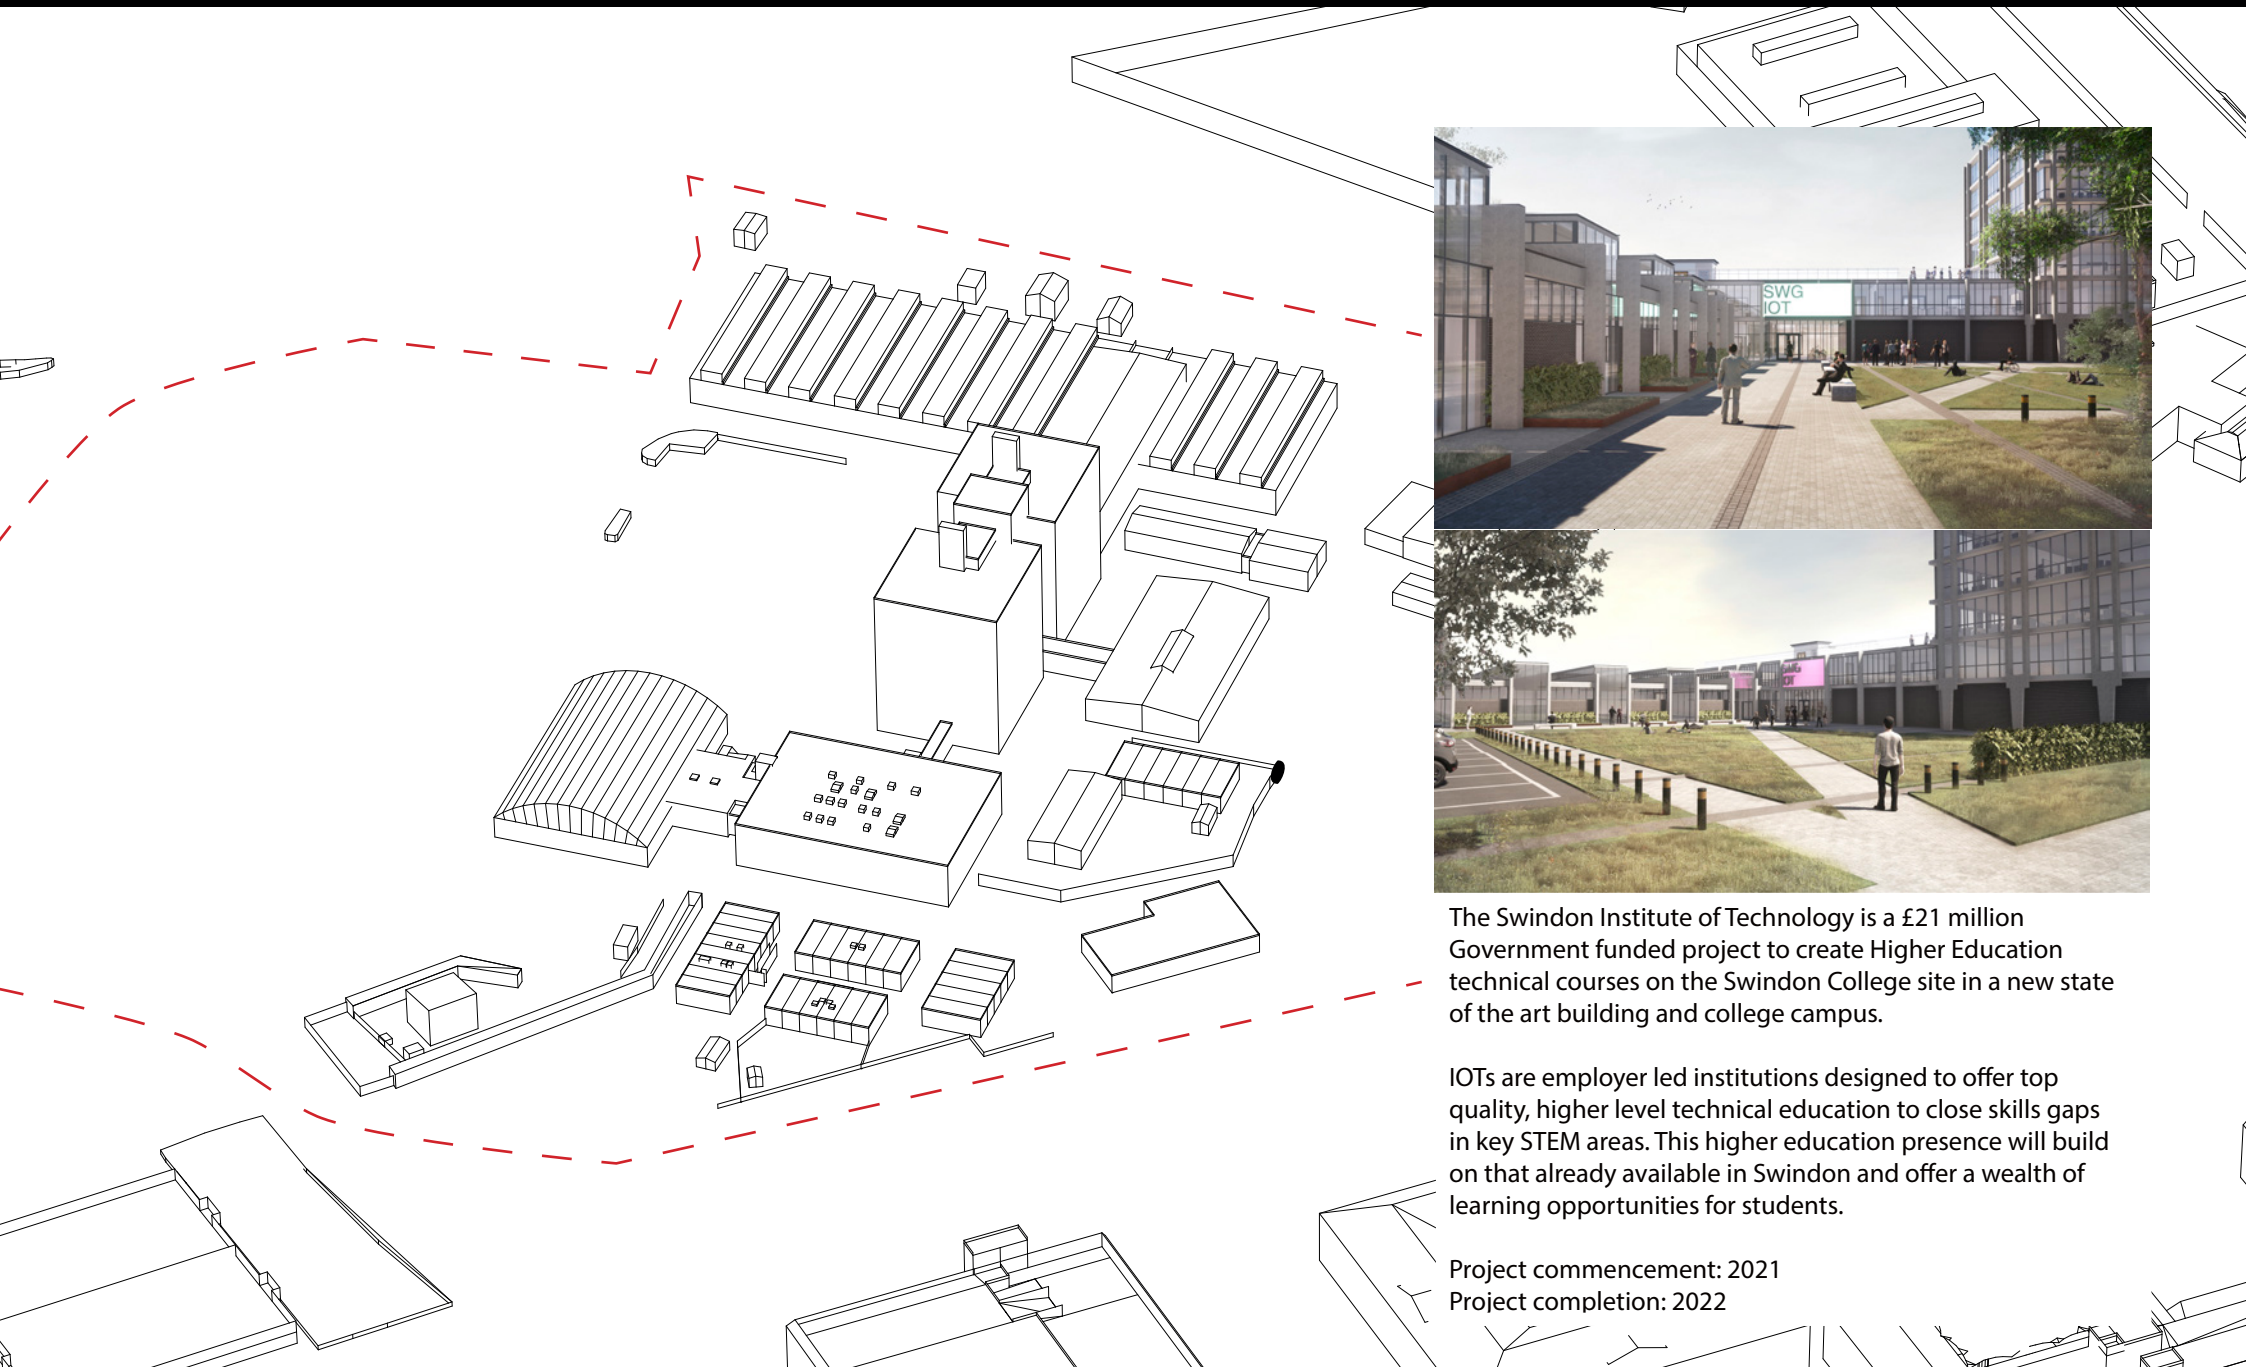 SWG
IOT
The Swindon Institute of Technology is a £21 million
Government funded project to create Higher Education
technical courses on the Swindon College site in a new state
of the art building and college campus.
IOTs are employer led institutions designed to offer top
quality, higher level technical education to close skills gaps
in key STEM areas. This higher education presence will build
on that already available in Swindon and offer a wealth of
learning opportunities for students.
Project commencement: 2021
Project completion: 2022